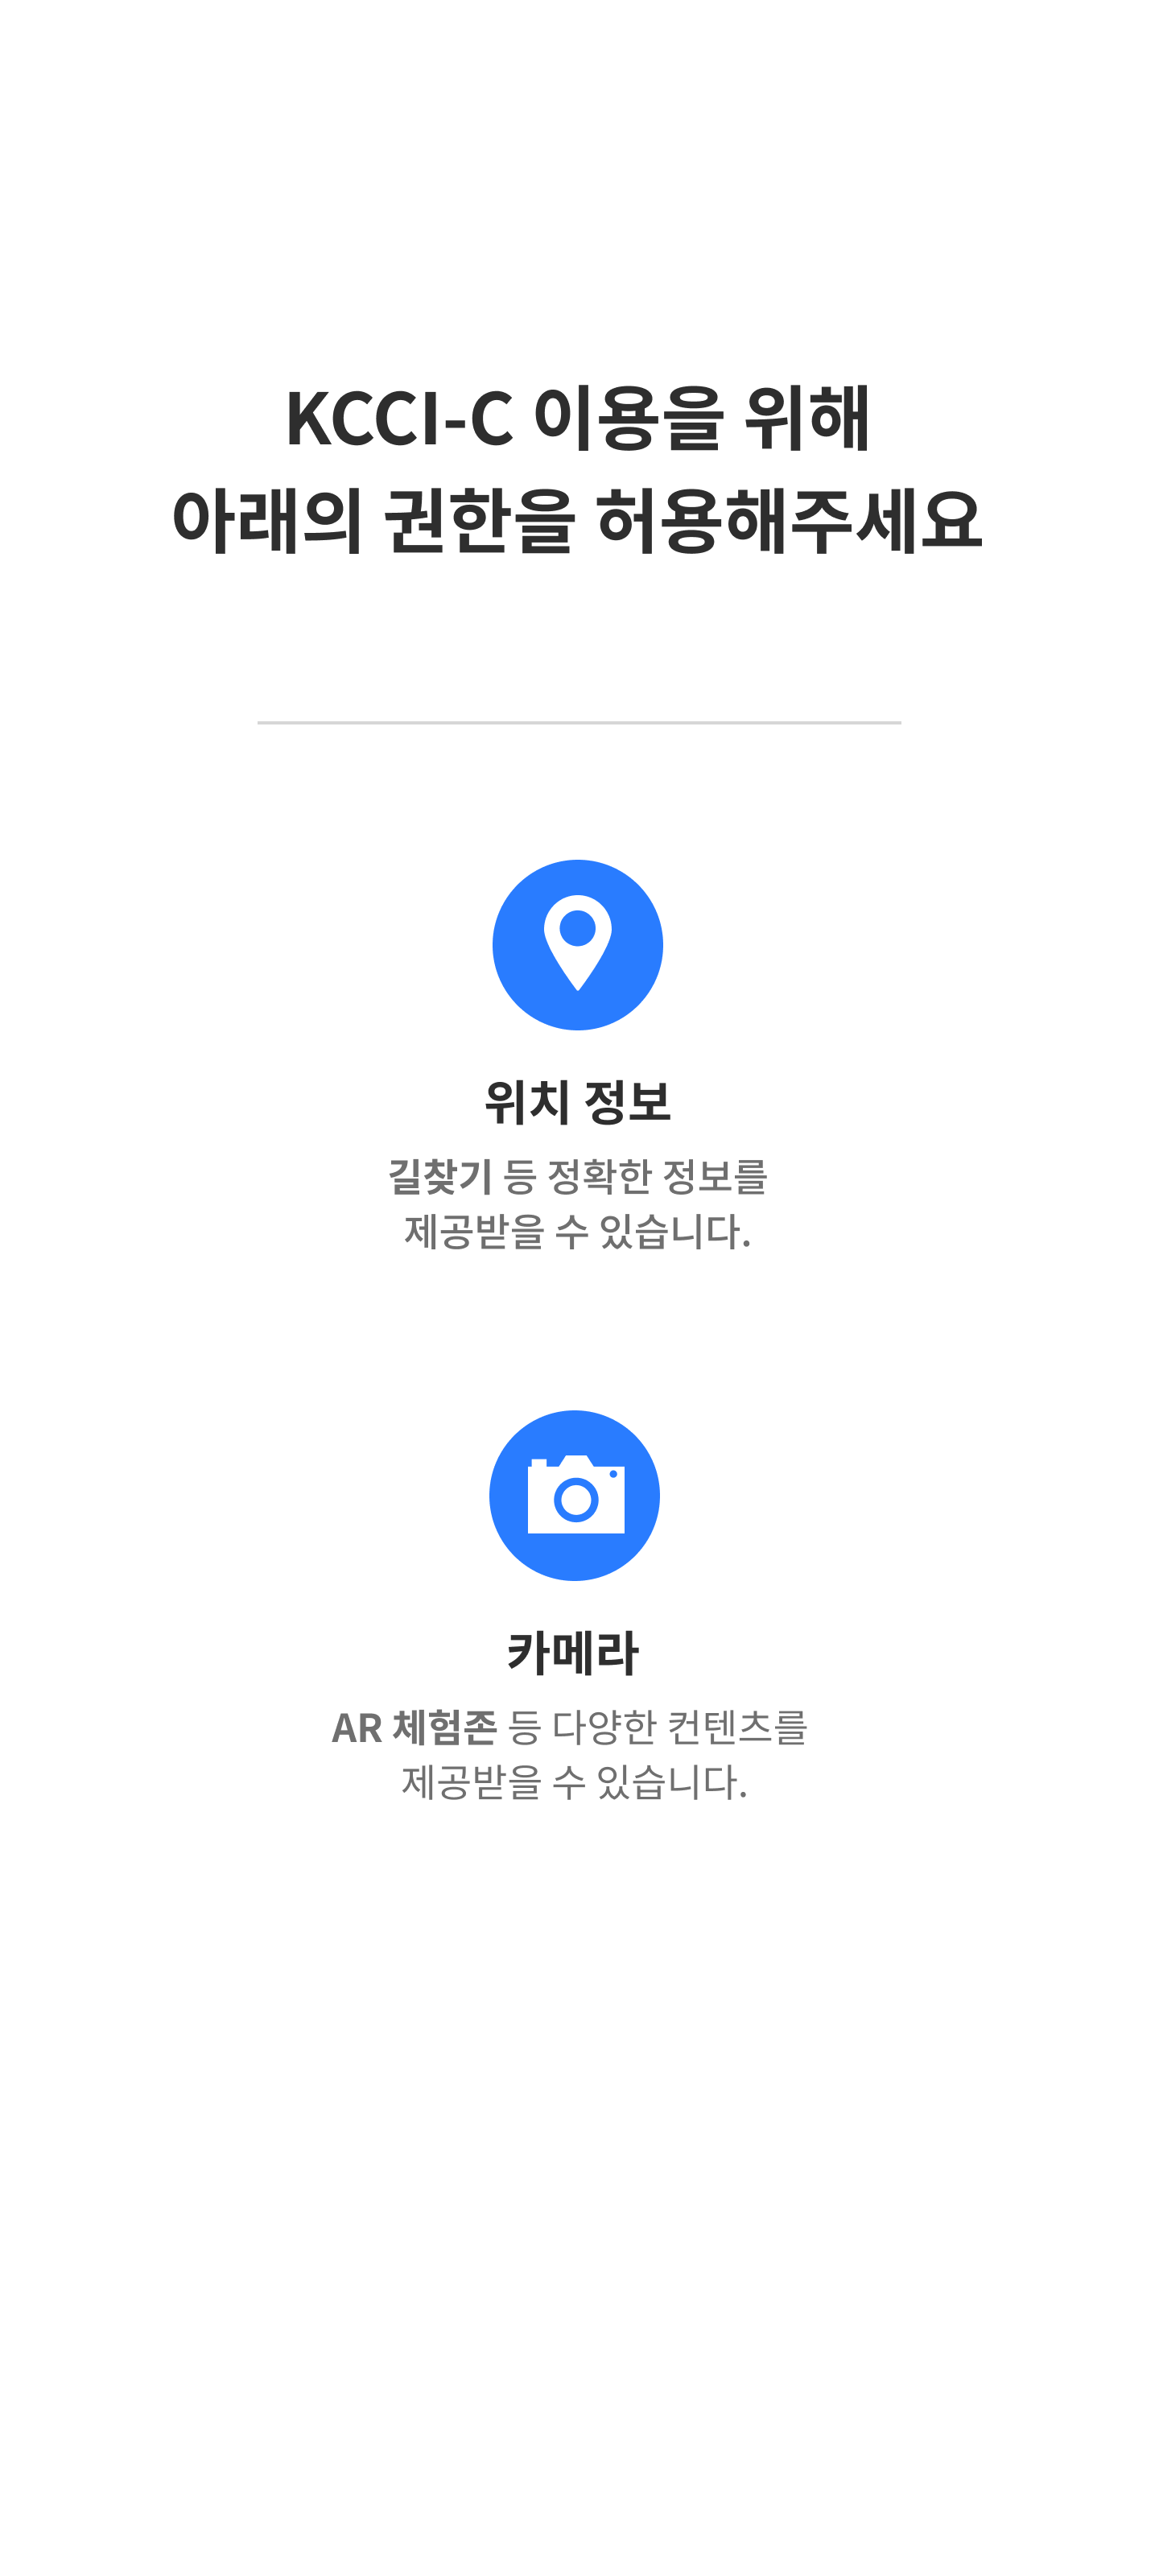 KCCI-C 이용을 위해
아래의 권한을 허용해주세요
위치 정보
길찾기 등 정확한 정보를
제공받을 수 있습니다.
카메라
AR 체험존 등 다양한 컨텐츠를
제공받을 수 있습니다.